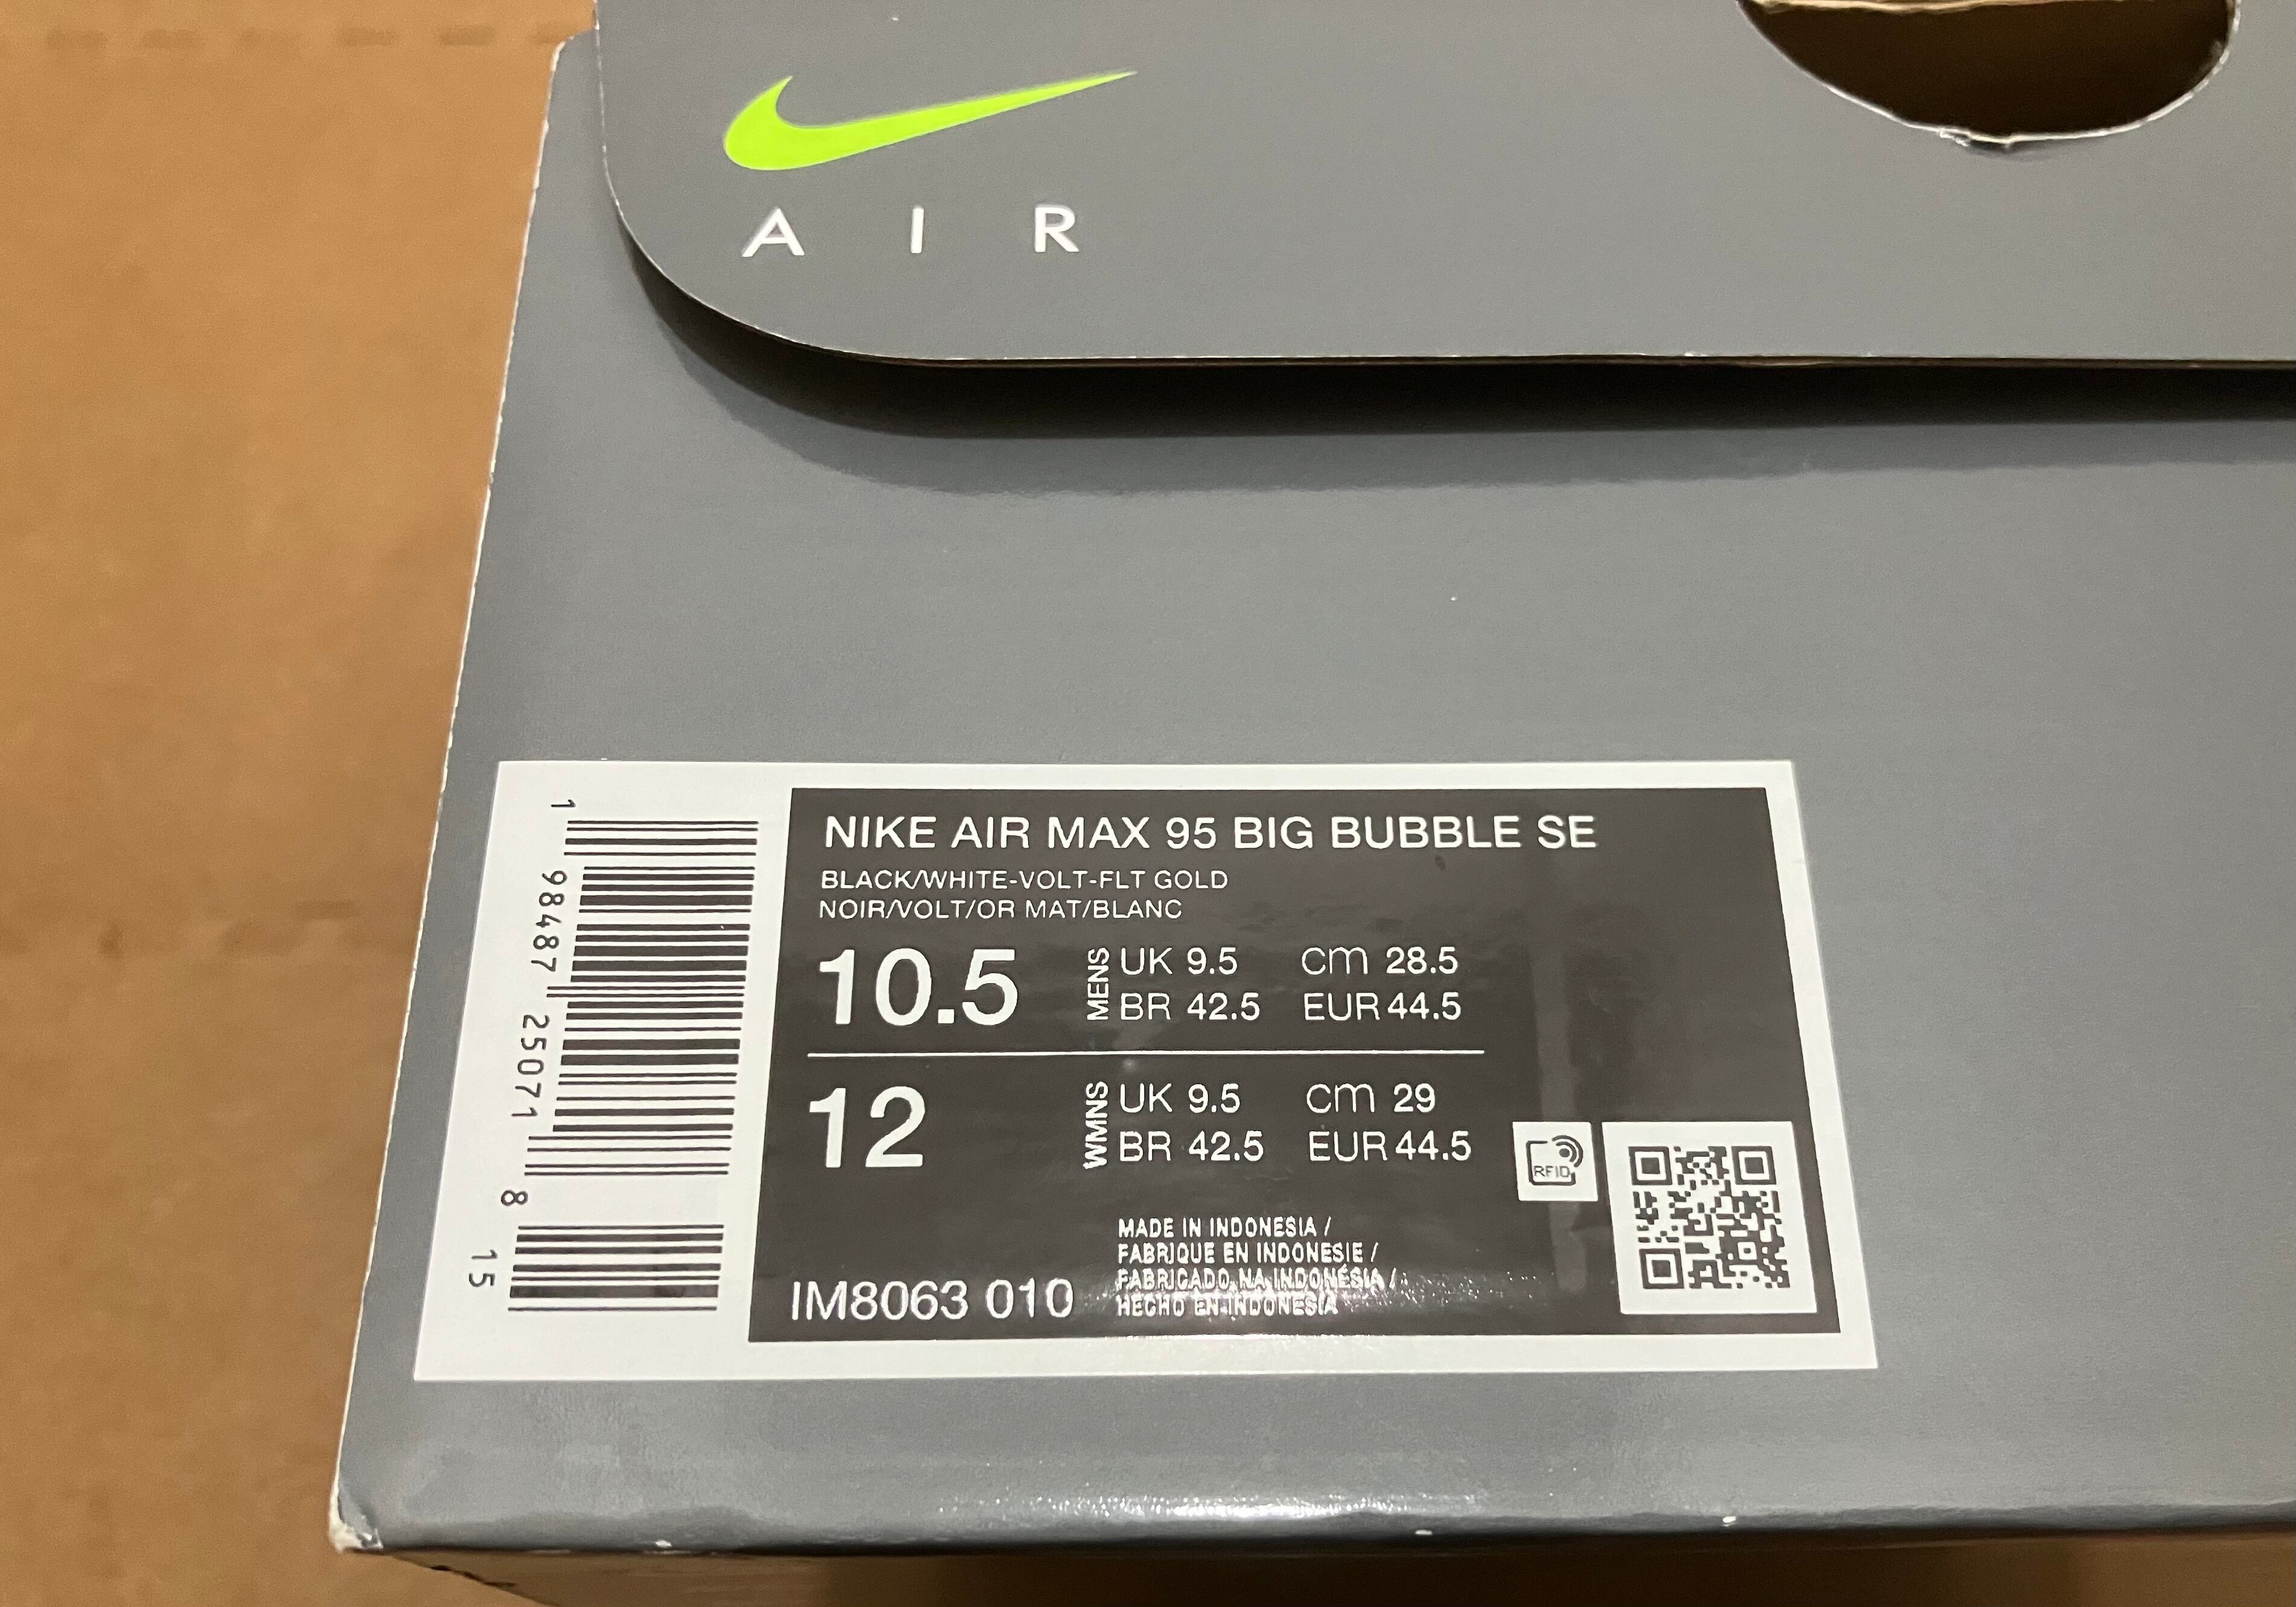 A I R
NIKE AIR MAX 95 BIG BUBBLE SE
BLACK/WHITE-VOLT-FLT GOLD
NOIR/VOLT/OR MAT/BLANC
10.5 MENS UK 9.5 cm 28.5
BR 42.5 EUR 44.5
12 WMNS UK 9.5 cm 29
BR 42.5 EUR 44.5
RFID
MADE IN INDONESIA /
FABRIQUE EN INDONESIE /
FABRICADO NA INDONÉSIA /
HECHO EN INDONESIA
IM8063 010
1 98487 25071 8
15